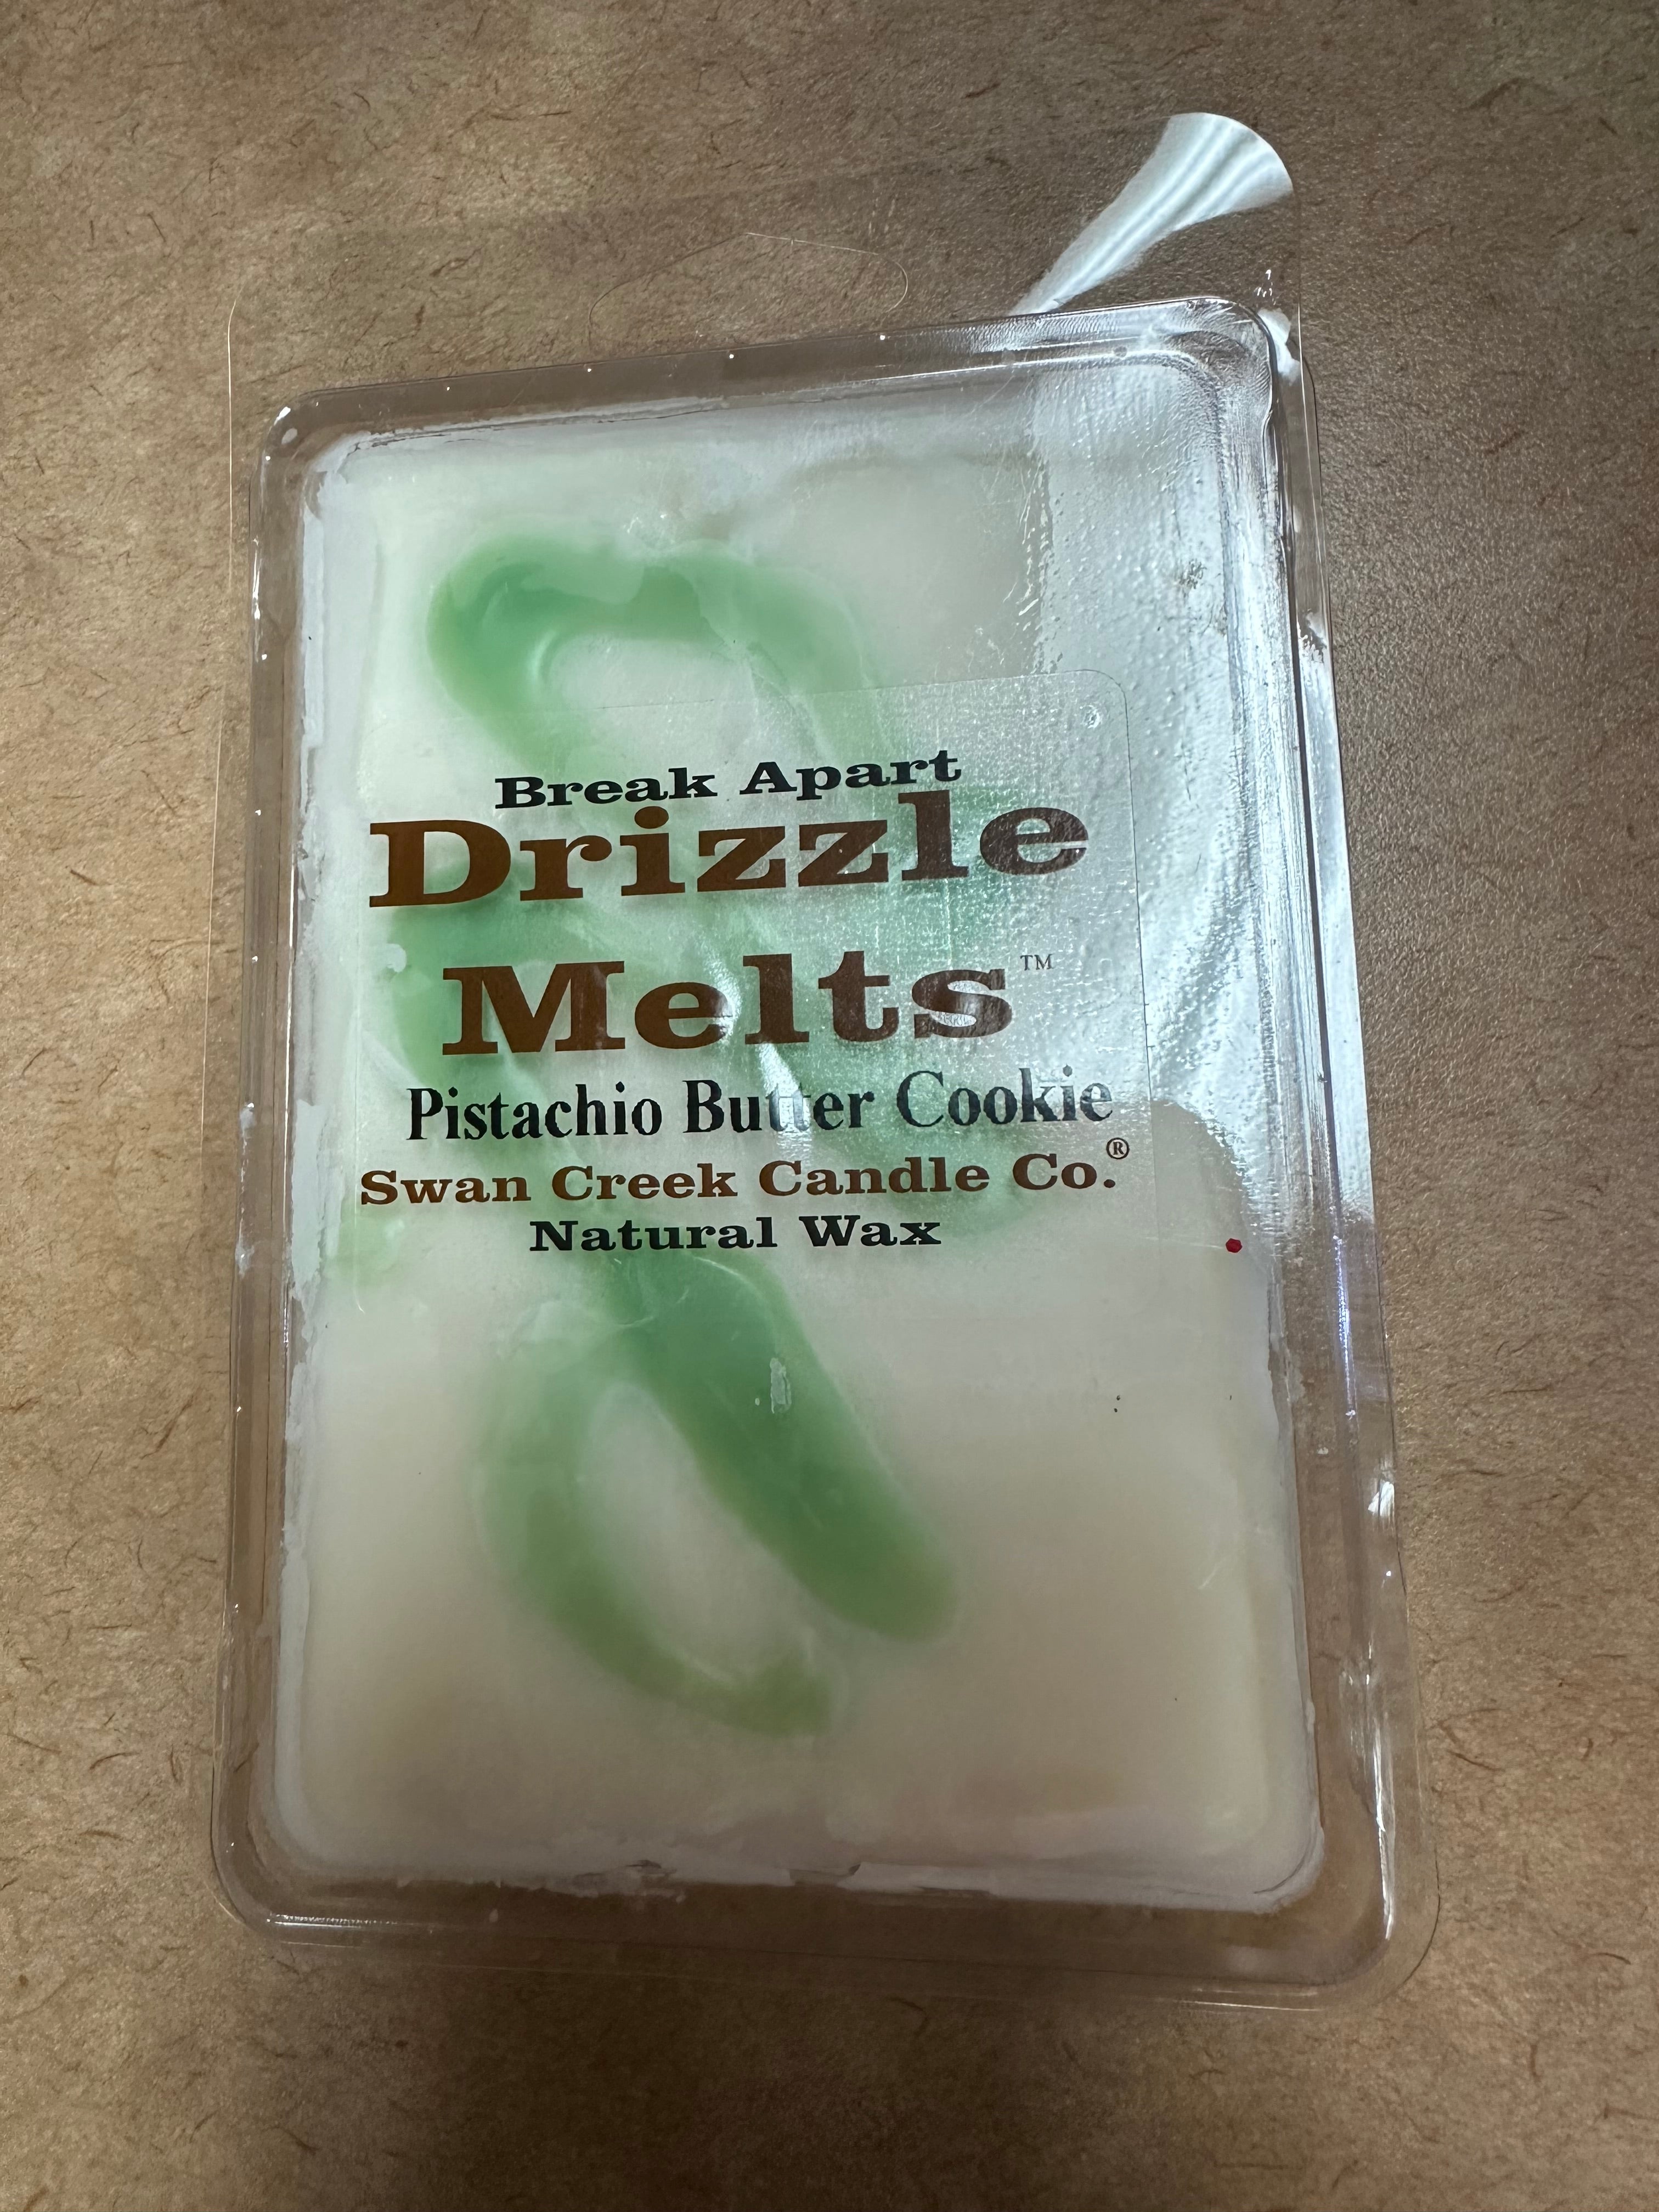 Break Apart
Drizzle
Melts™
Pistachio Butter Cookie
Swan Creek Candle Co.®
Natural Wax